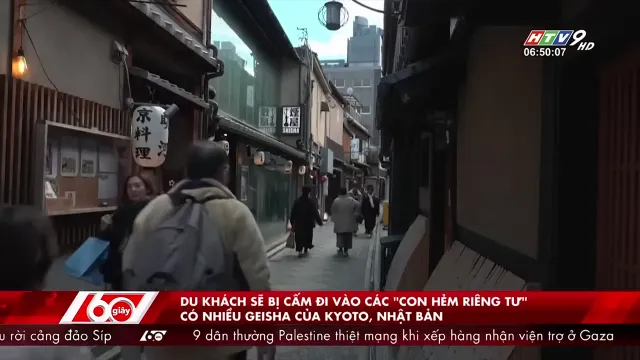 HTV9 HD
06:50:07
京料理
SHISHA
60 giây
DU KHÁCH SẼ BỊ CẤM ĐI VÀO CÁC "CON HẺM RIÊNG TƯ"
CÓ NHIỀU GEISHA CỦA KYOTO, NHẬT BẢN
u rời cảng đảo Síp 60 9 dân thường Palestine thiệt mạng khi xếp hàng nhận viện trợ ở Gaza